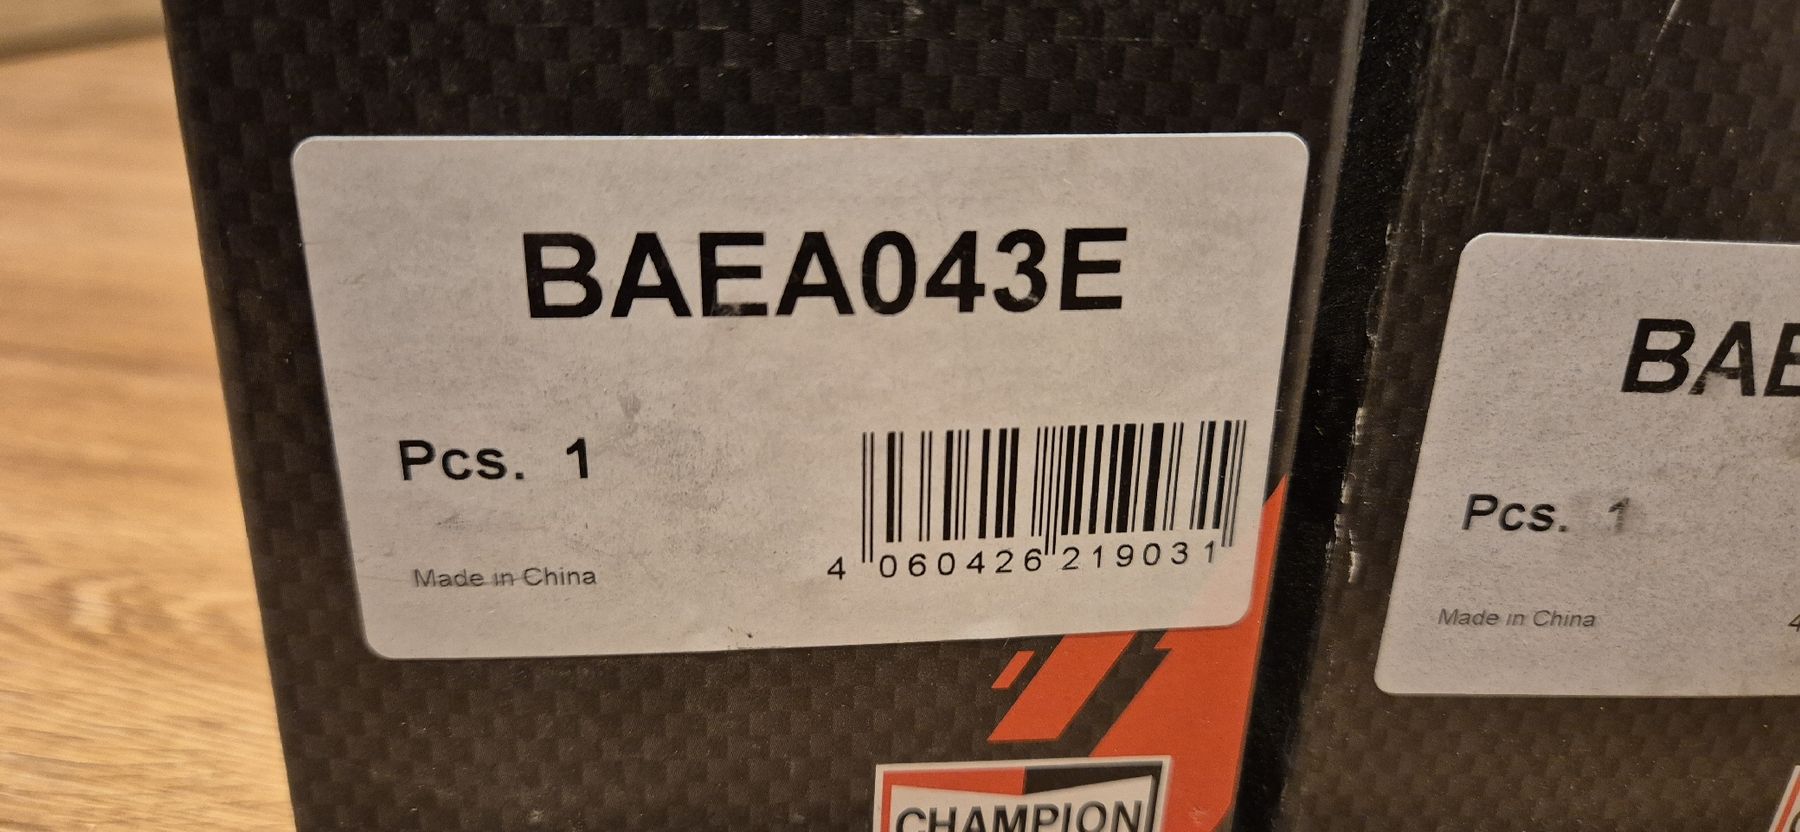 BAEA043E
Pcs. 1
Made in China
4 060426 219031
CHAMPION
BAE
Pcs. 1
Made in China